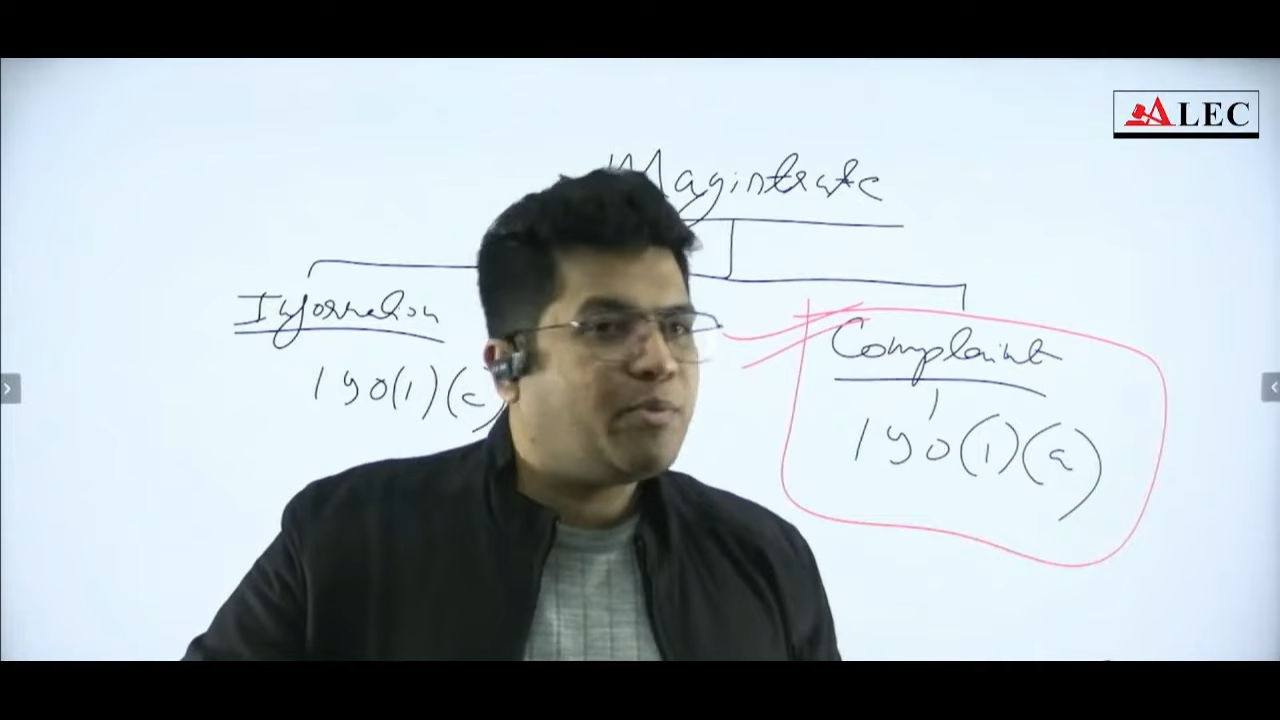 ALEC
Magistrate
Information
190(1)(c)
Complaint
190(1)(a)